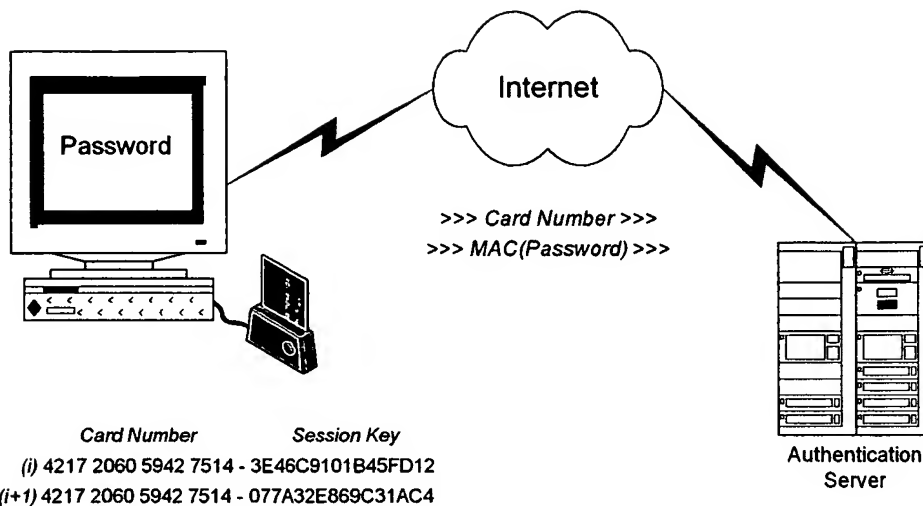 Internet
Password
>>> Card Number >>>
>>> MAC(Password) >>>
Card Number Session Key
(i) 4217 2060 5942 7514 - 3E46C9101B45FD12
(i+1) 4217 2060 5942 7514 - 077A32E869C31AC4
Authentication
Server